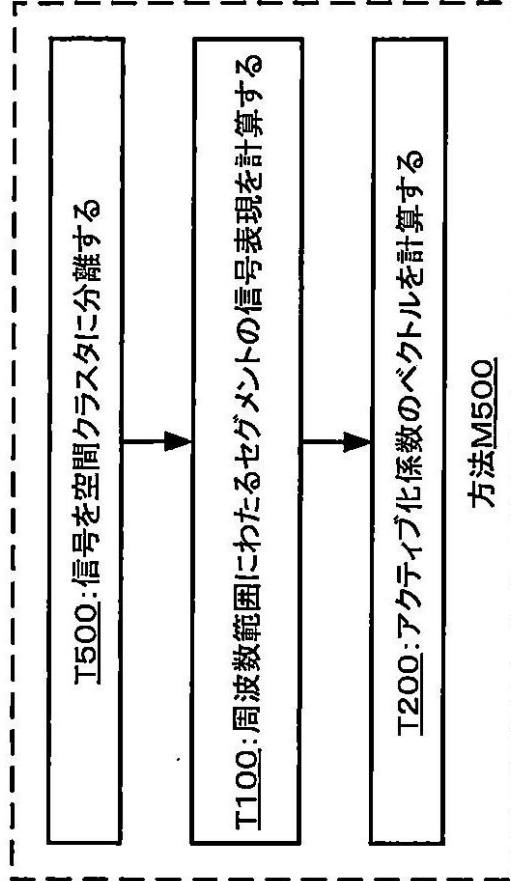 T500:信号を空間クラスタに分離する
T100:周波数範囲にわたるセグメントの信号表現を計算する
T200:アクティブ化係数のベクトルを計算する
方法M500